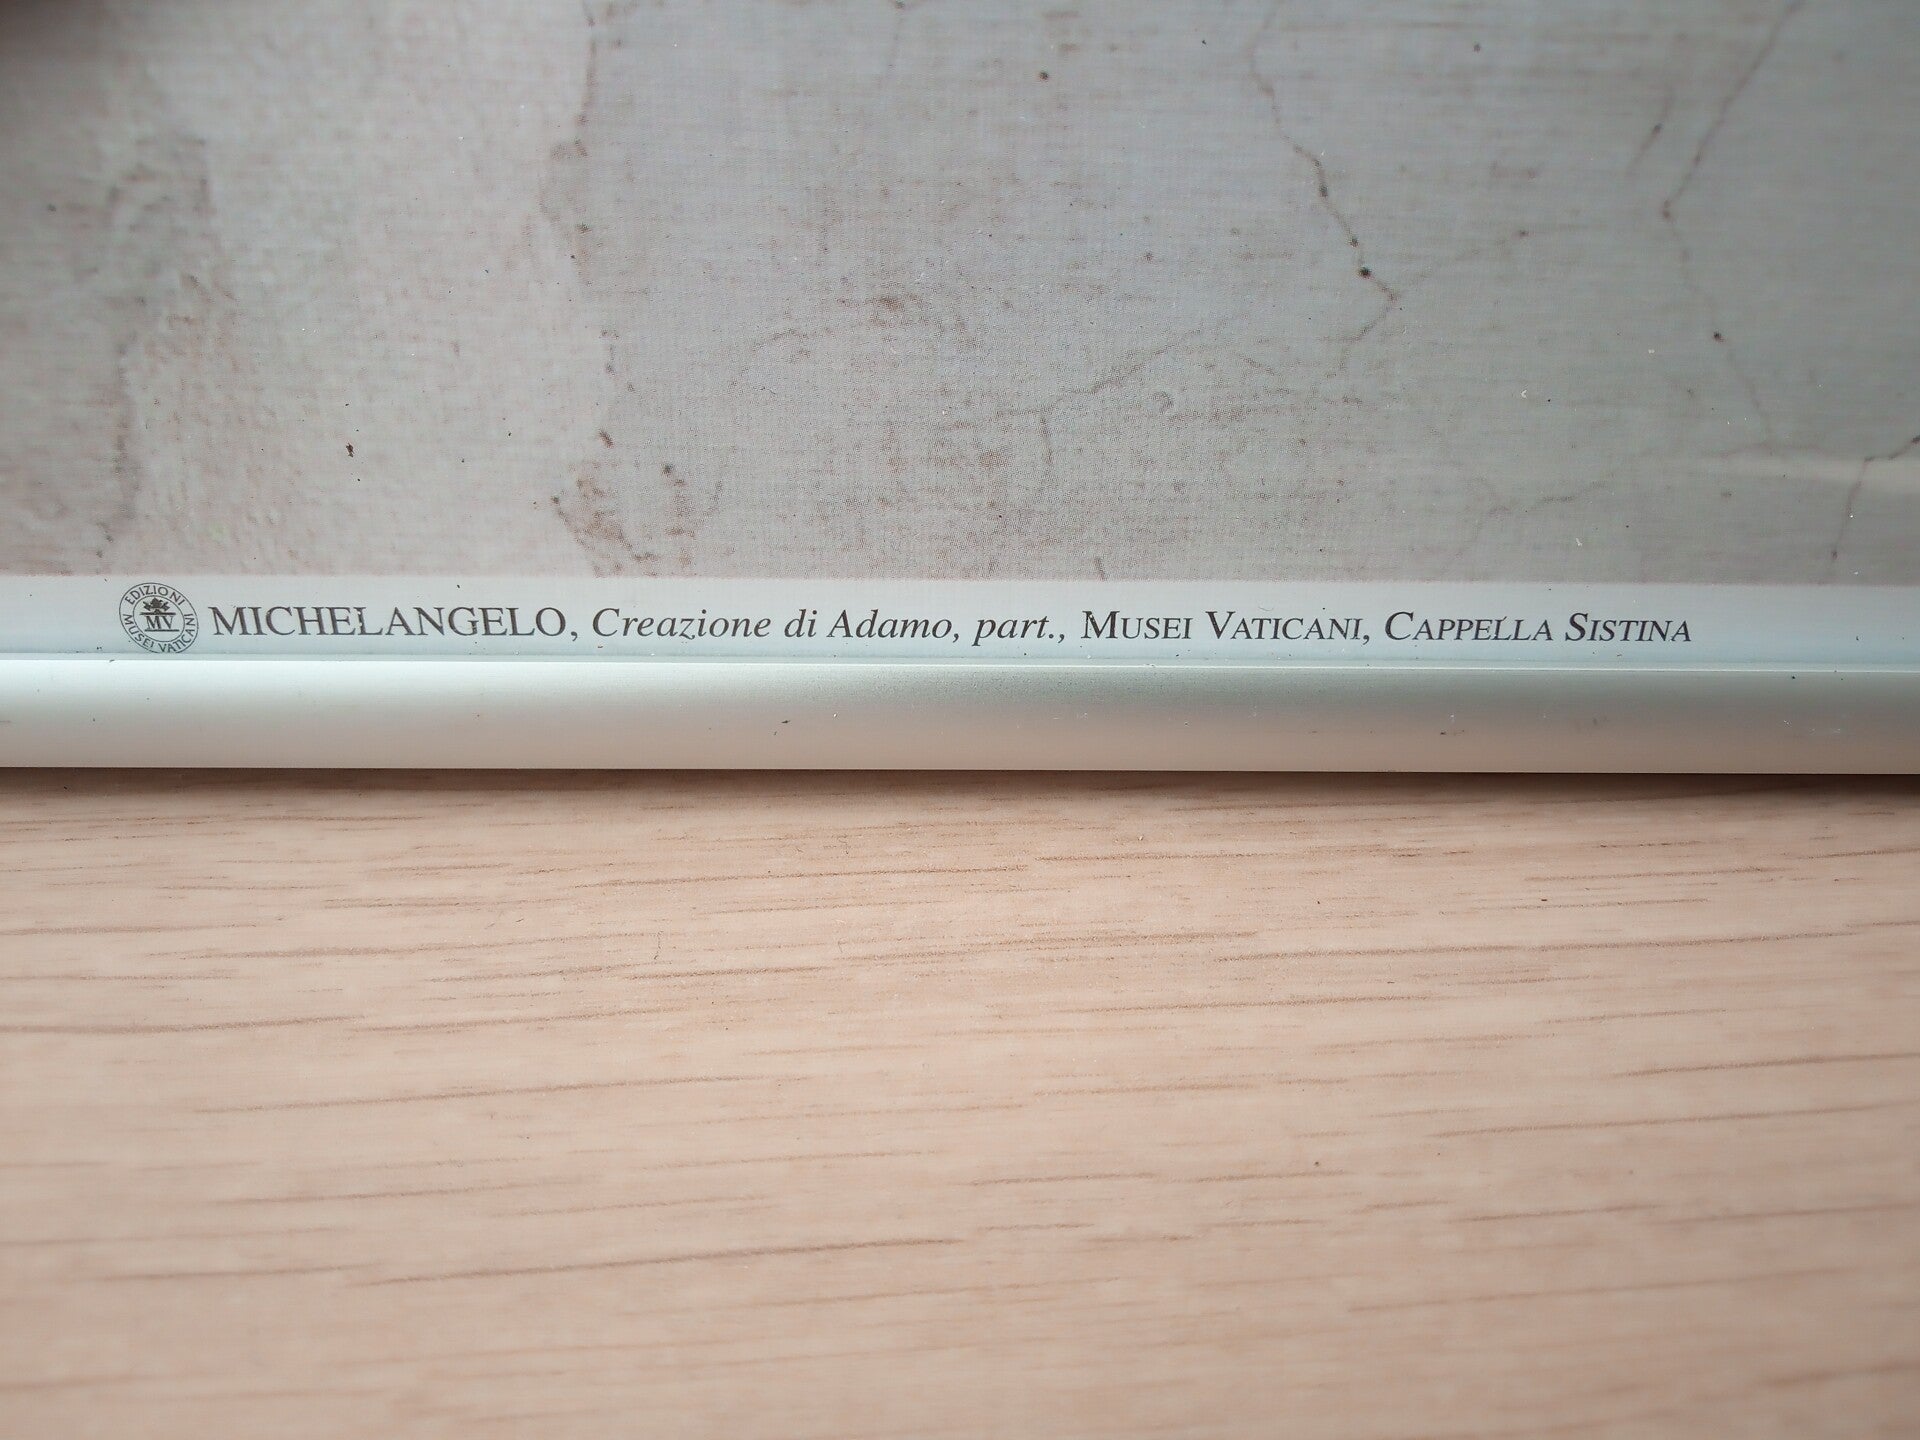 EDIZIONI MUSEI VATICANI
MV
MICHELANGELO, Creazione di Adamo, part., MUSEI VATICANI, CAPPELLA SISTINA